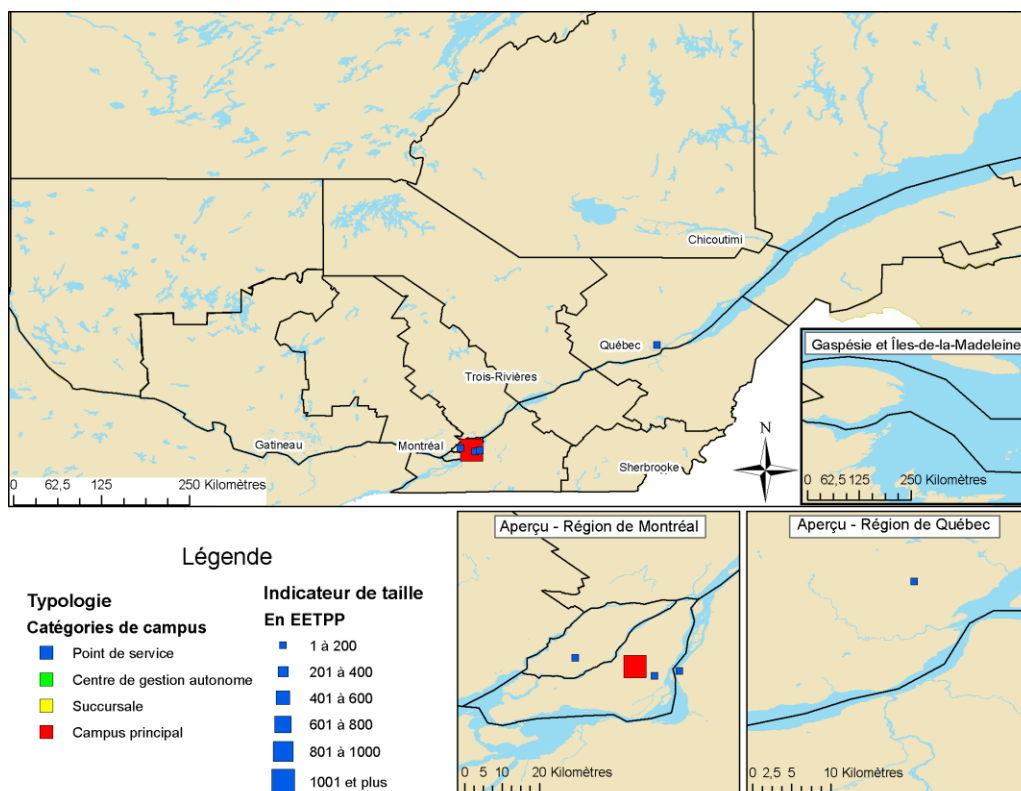 Chicoutimi
Québec
Gaspésie et Îles-de-la-Madeleine
Trois-Rivières
Gatineau
Montréal
Sherbrooke
N
0 62,5 125 250 Kilomètres
0 62,5 125 250 Kilomètres
Légende
Typologie
Catégories de campus
Point de service
Centre de gestion autonome
Succursale
Campus principal
Indicateur de taille
En EETPP
1 à 200
201 à 400
401 à 600
601 à 800
801 à 1000
1001 et plus
Aperçu - Région de Montréal
0 5 10 20 Kilomètres
Aperçu - Région de Québec
0 2,5 5 10 Kilomètres